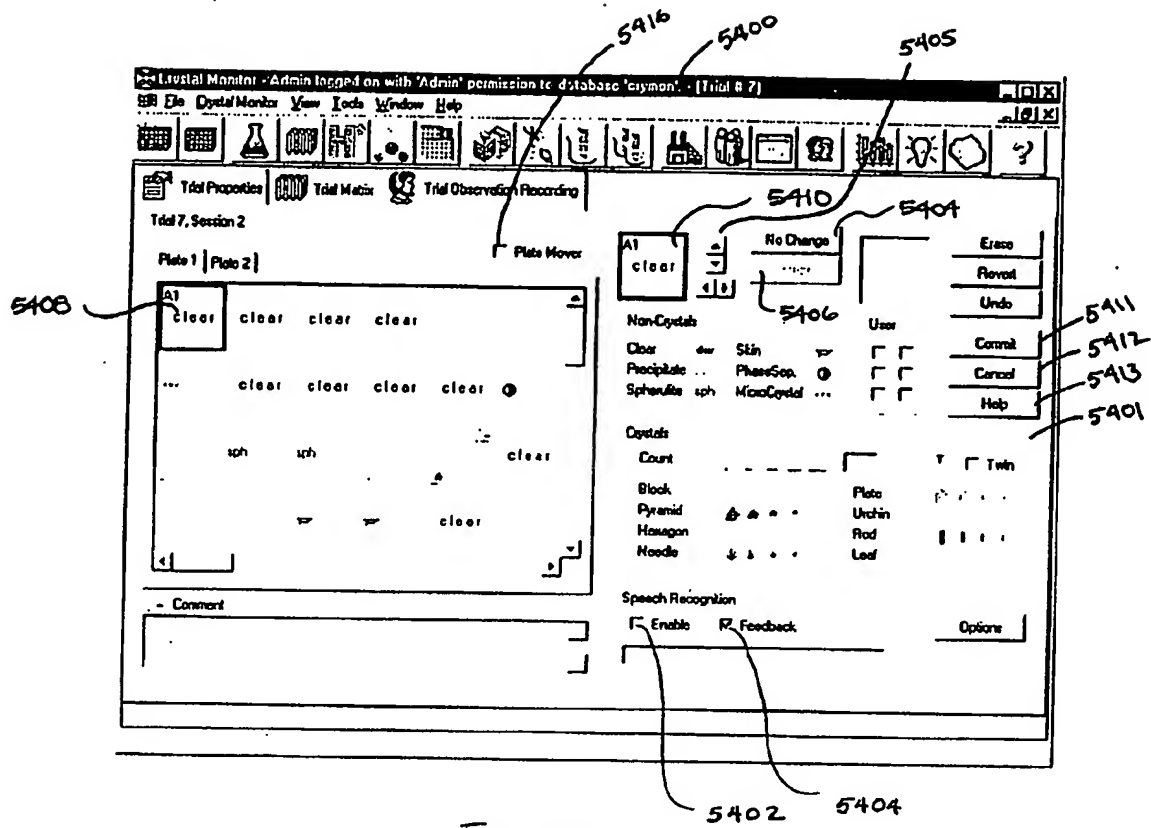 5416
5400
5405
Crystal Monitor - 'Admin logged on with 'Admin' permission to database 'crymon'. - [Trial # 7]
File Crystal Monitor View Tools Window Help
Trial Properties Trial Matrix Trial Observation Recording
5410
5404
Trial 7, Session 2
Plate Mover
A1
clear
No Change
Erase
Plate 1 Plate 2
Revert
5408
A1
clear clear clear clear
5406
Undo
5411
Non-Crystals
User
Commit
5412
Clear Skin
Cancel
5413
clear clear clear clear
Precipitate PhaseSep.
Spherulite sph MicroCrystal
Help
5401
Crystals
sph sph clear
Count Twin
Block Plate
Pyramid Urchin
clear
Hexagon Rod
Needle Leaf
Comment
Speech Recognition
Enable Feedback
Options
5402
5404